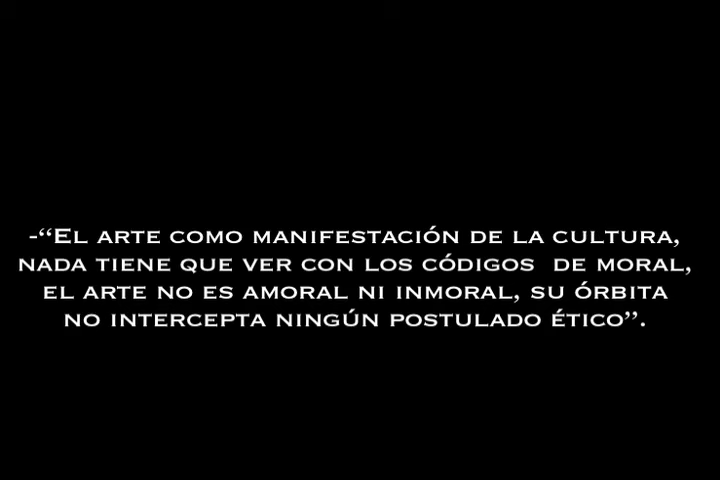 -“El arte como manifestación de la cultura,
nada tiene que ver con los códigos  de moral,
el arte no es amoral ni inmoral, su órbita
no intercepta ningún postulado ético”.